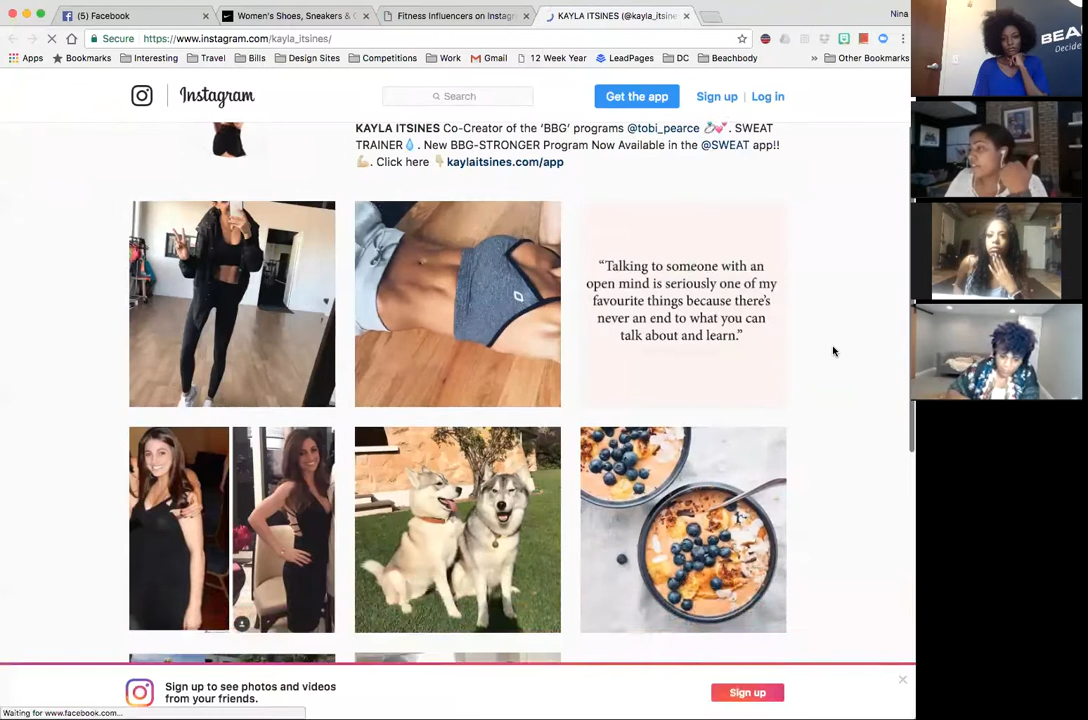 (5) Facebook
Women's Shoes, Sneakers & C
Fitness Influencers on Instag
KAYLA ITSINES (@kayla_itsine
Nina
Secure
https://www.instagram.com/kayla_itsines/
Apps
Bookmarks
Interesting
Travel
Bills
Design Sites
Competitions
Work
Gmail
12 Week Year
LeadPages
DC
Beachbody
»
Other Bookmarks
Instagram
Search
Get the app
Sign up
Log in
KAYLA ITSINES Co-Creator of the 'BBG' programs @tobi_pearce 💍💕. SWEAT
TRAINER💧. New BBG-STRONGER Program Now Available in the @SWEAT app!!
💪🏼. Click here 👇🏼kaylaitsines.com/app
“Talking to someone with an
open mind is seriously one of my
favourite things because there’s
never an end to what you can
talk about and learn.”
Sign up to see photos and videos
from your friends.
Sign up
Waiting for www.facebook.com...
BEAC
Decide